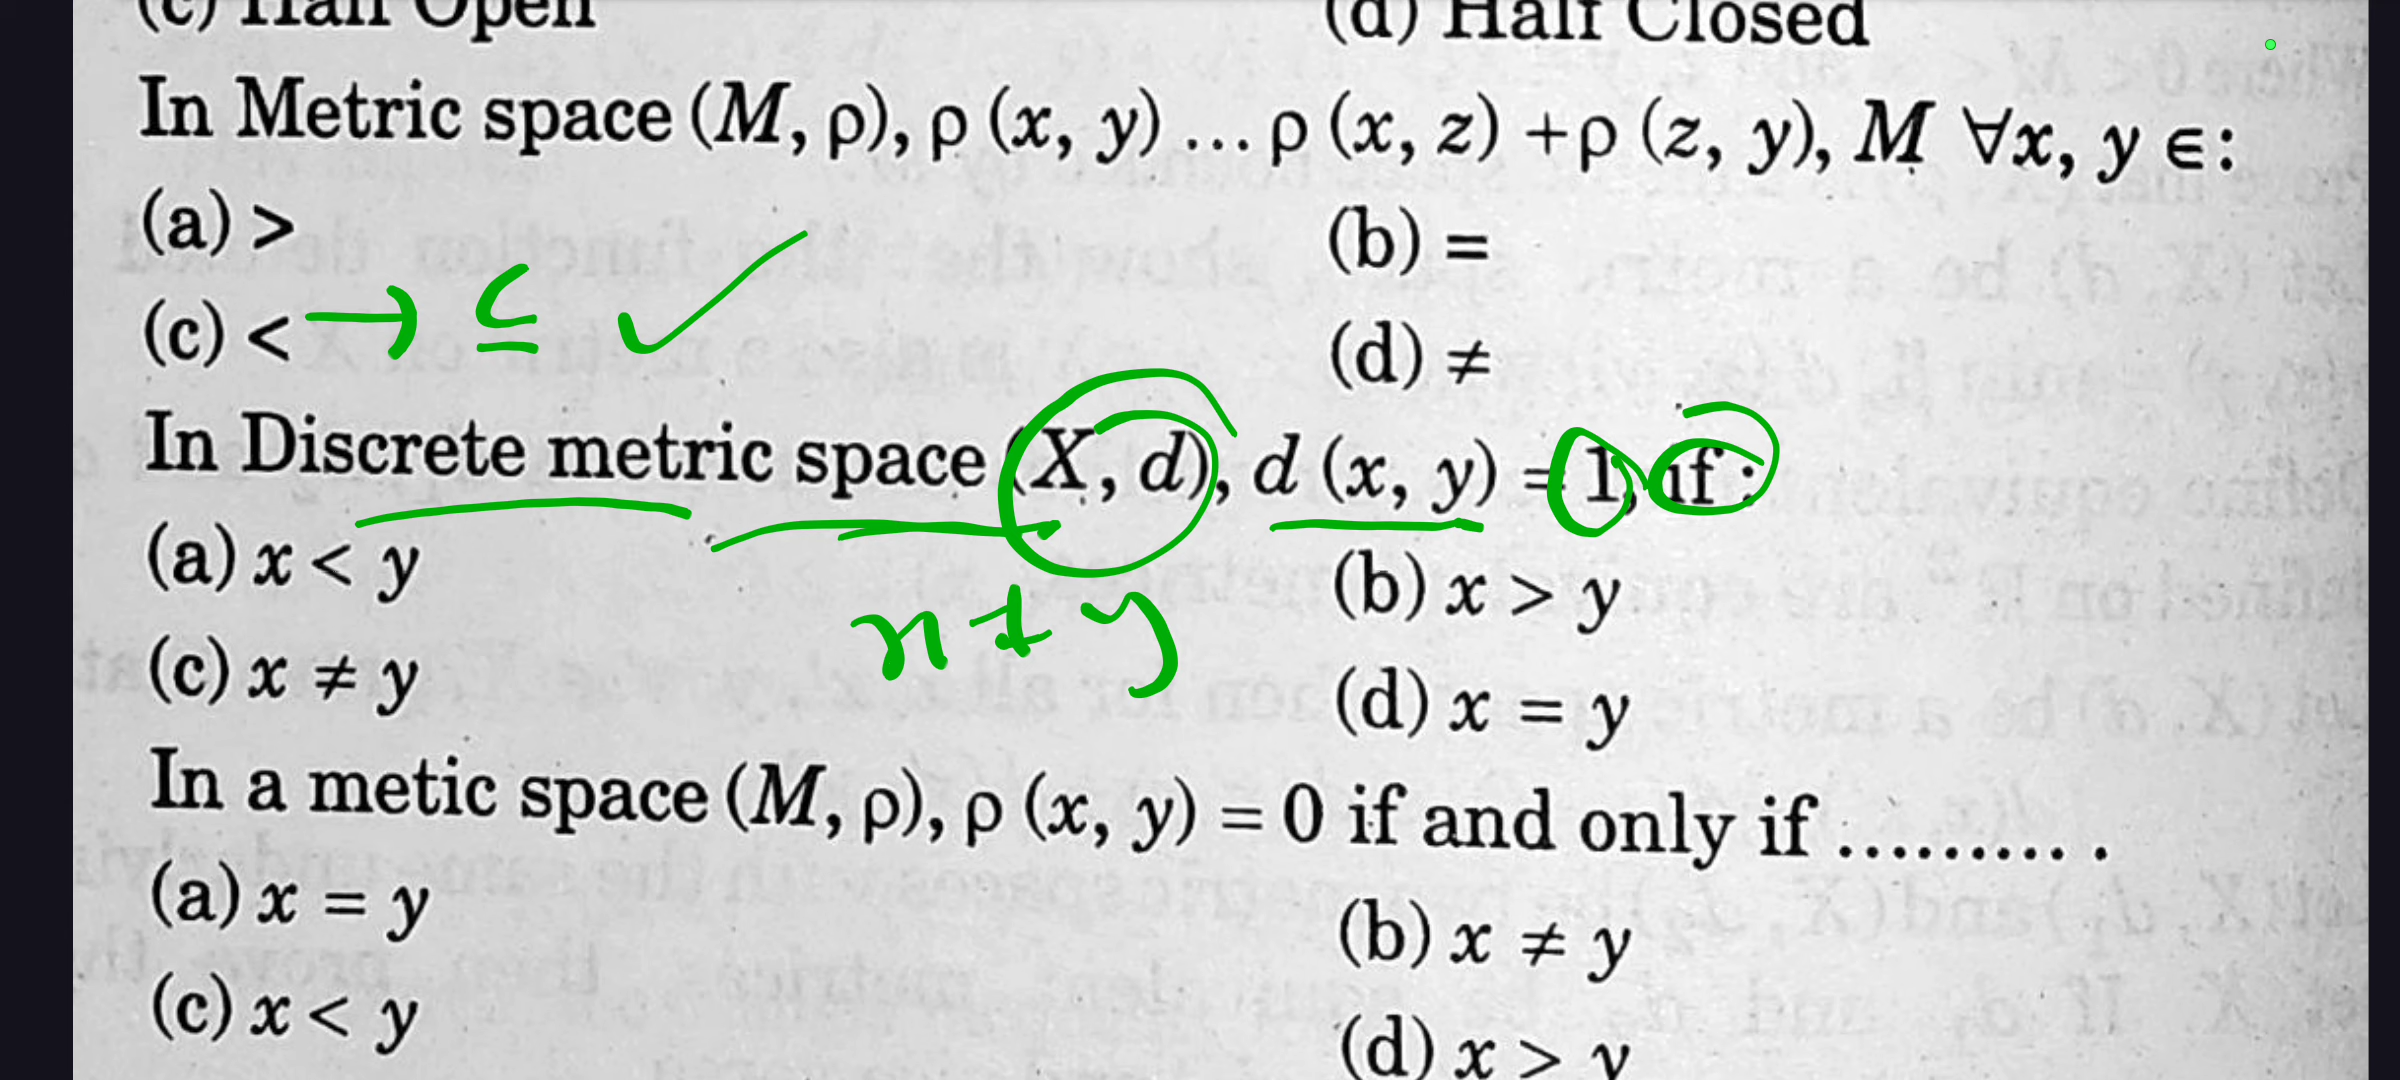 (c) Half Open (d) Half Closed
In Metric space (M, ρ), ρ (x, y) ... ρ (x, z) +ρ (z, y), M ∀x, y ∈:
(a) > (b) =
(c) < → ≤ ✓ (d) ≠
In Discrete metric space (X, d), d (x, y) = 1, if :
(a) x < y (b) x > y
x ≠ y
(c) x ≠ y (d) x = y
In a metic space (M, ρ), ρ (x, y) = 0 if and only if .......... .
(a) x = y (b) x ≠ y
(c) x < y (d) x > y